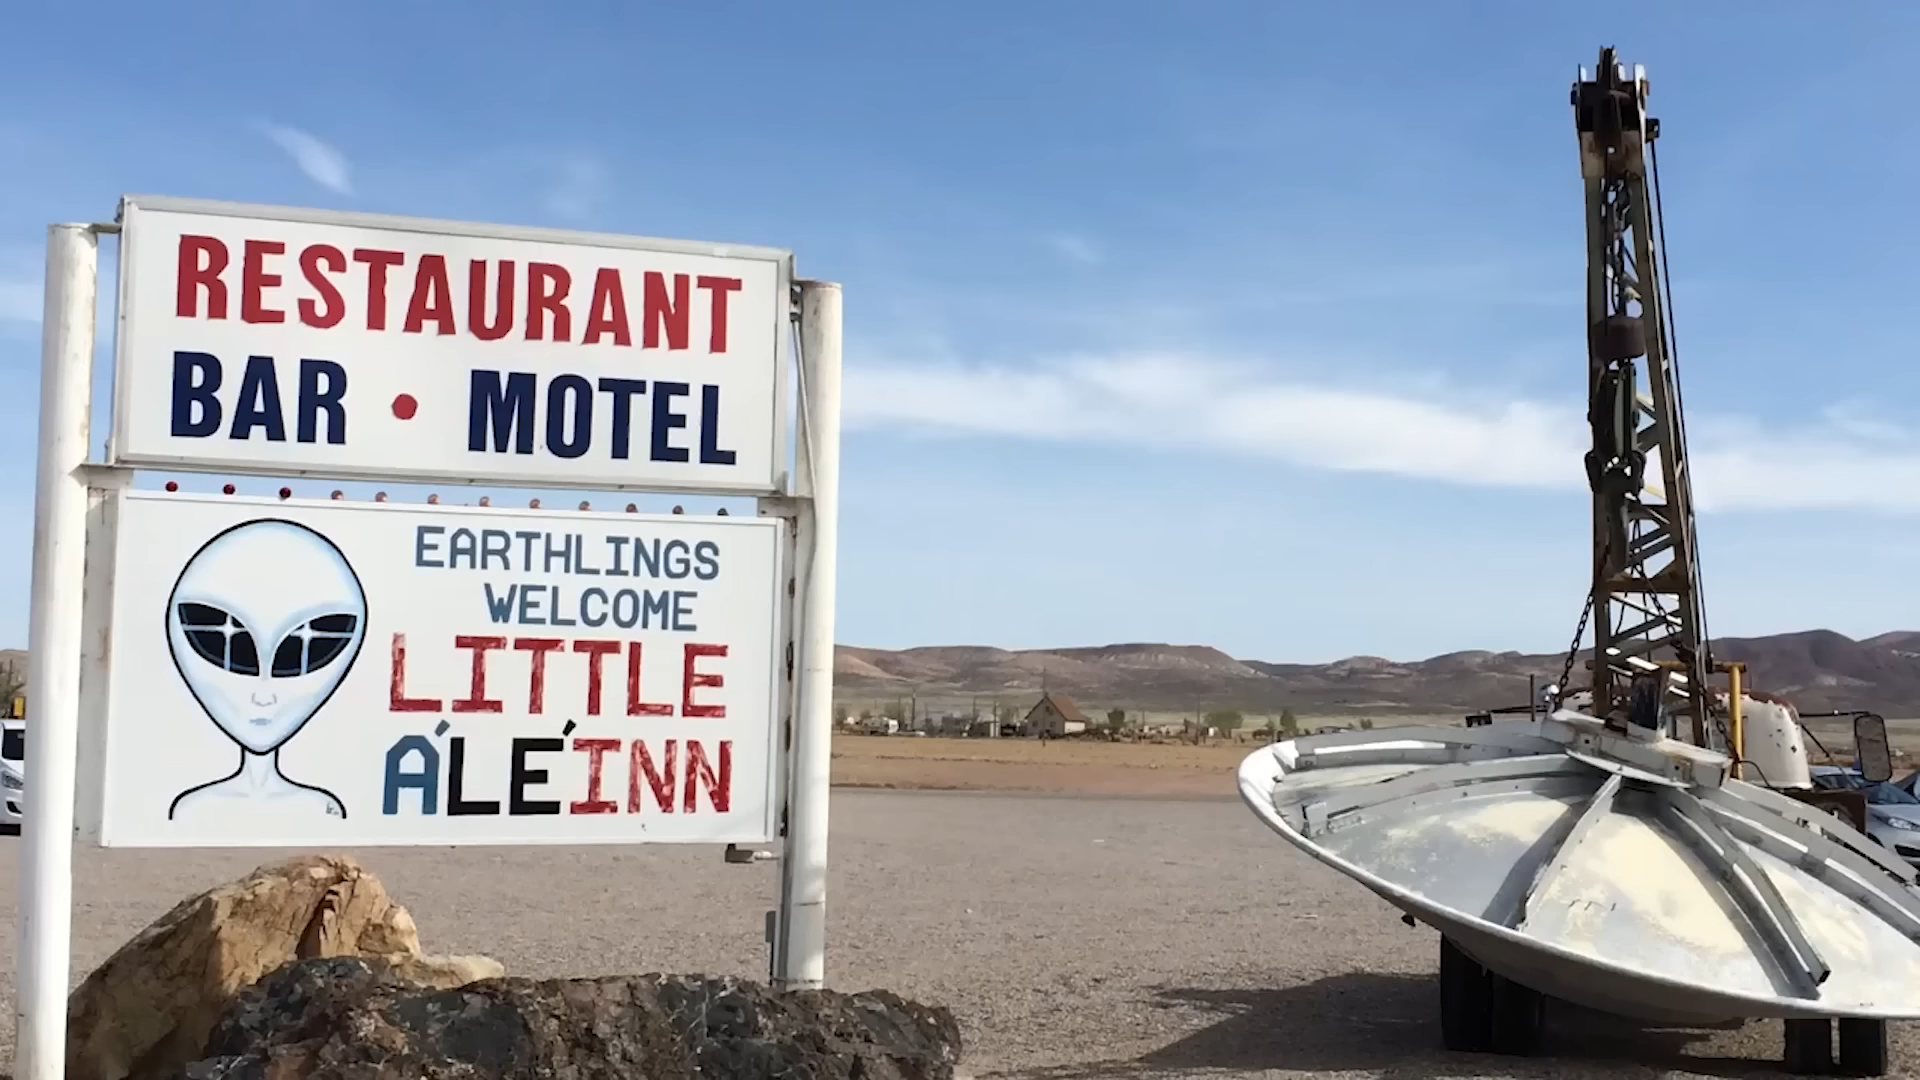 RESTAURANT
BAR • MOTEL
EARTHLINGS
WELCOME
LITTLE
A'LE'INN